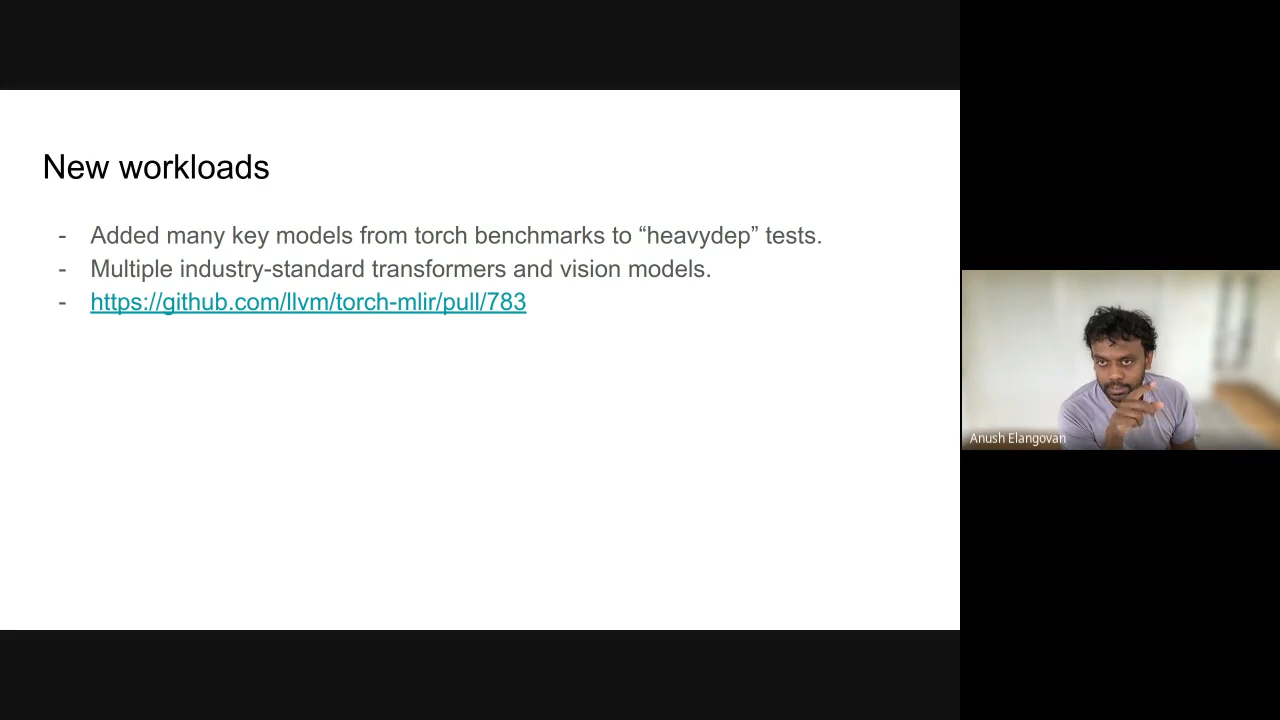 New workloads
- Added many key models from torch benchmarks to “heavydep” tests.
- Multiple industry-standard transformers and vision models.
- https://github.com/llvm/torch-mlir/pull/783
Anush Elangovan